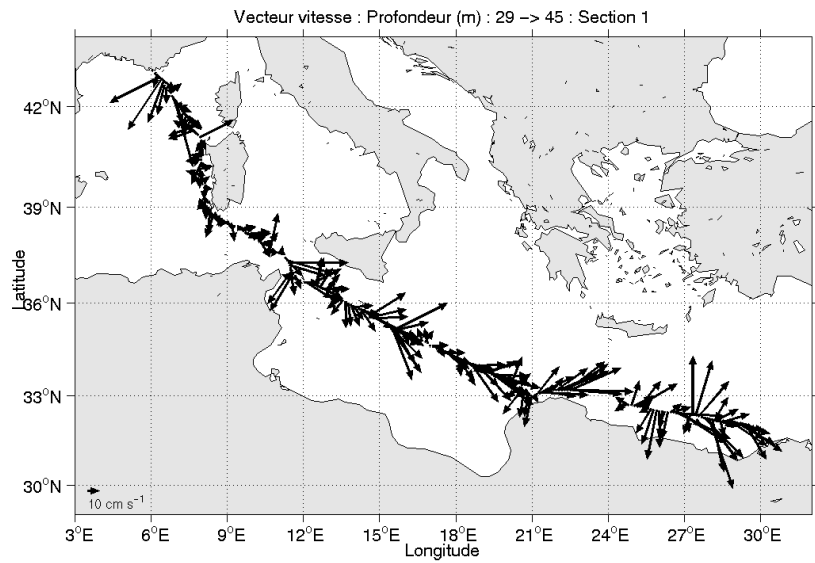 Vecteur vitesse : Profondeur (m) : 29 −> 45 : Section 1
42°N
39°N
36°N
33°N
30°N
Latitude
10 cm s⁻¹
3°E 6°E 9°E 12°E 15°E 18°E 21°E 24°E 27°E 30°E
Longitude